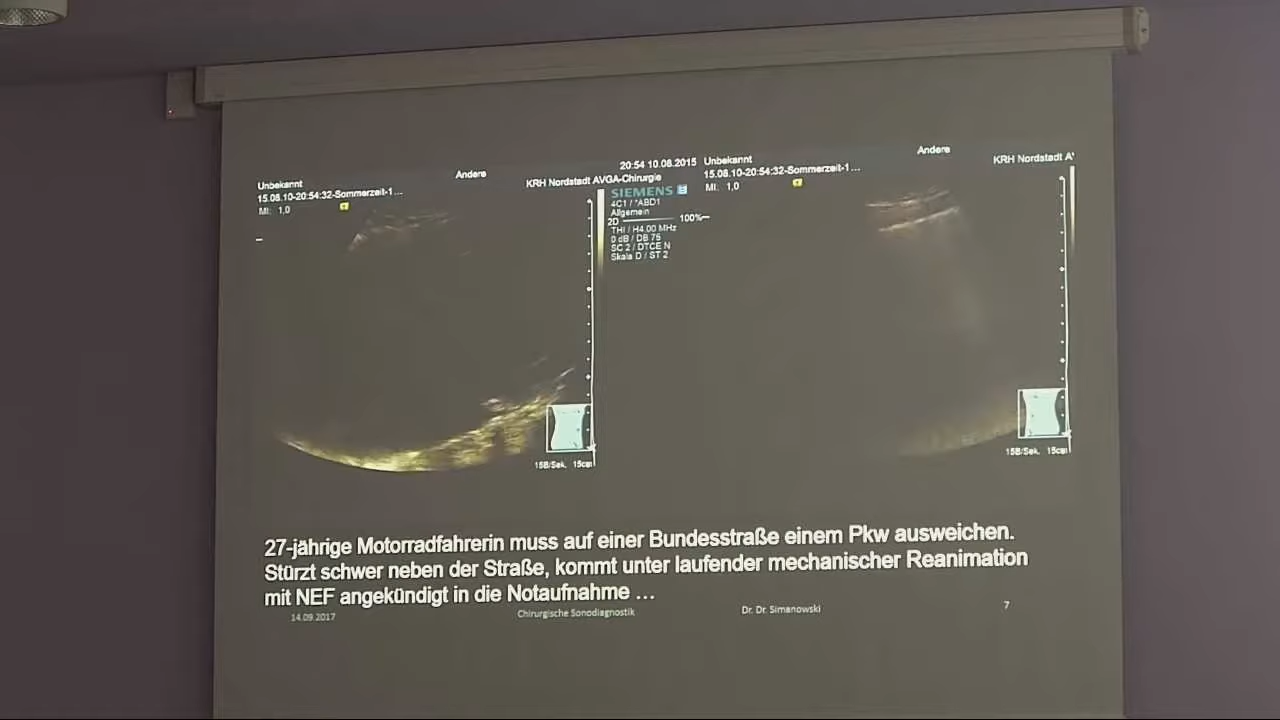 Unbekannt
15.08.10-20:54:32-Sommerzeit-1...
MI: 1,0
Andere
20:54 10.08.2015
KRH Nordstadt AVGA-Chirurgie
SIEMENS
4C1 / *ABD1
Allgemein
2D 100%
THI / H4.00 MHz
0 dB / DB 75
SC 2 / DTCE N
Skala D / ST 2
15B/Sek. 15cm
Unbekannt
15.08.10-20:54:32-Sommerzeit-1...
MI: 1,0
Andere
KRH Nordstadt A'
15B/Sek. 15cm
27-jährige Motorradfahrerin muss auf einer Bundesstraße einem Pkw ausweichen.
Stürzt schwer neben der Straße, kommt unter laufender mechanischer Reanimation
mit NEF angekündigt in die Notaufnahme ...
14.09.2017 Chirurgische Sonodiagnostik Dr. Dr. Simanowski 7